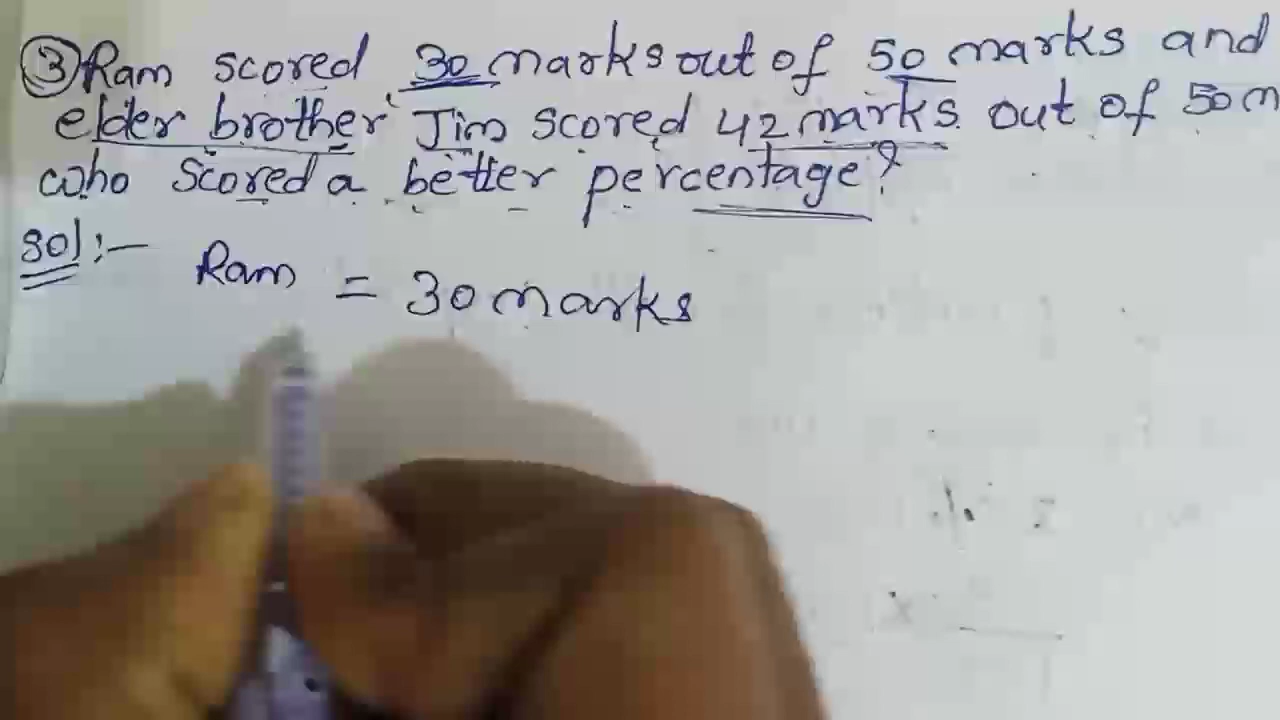 ③ Ram scored 30 marks out of 50 marks and
elder brother Jim scored 42 marks out of 50 m
who scored a better percentage?
Sol :-
Ram = 30 marks